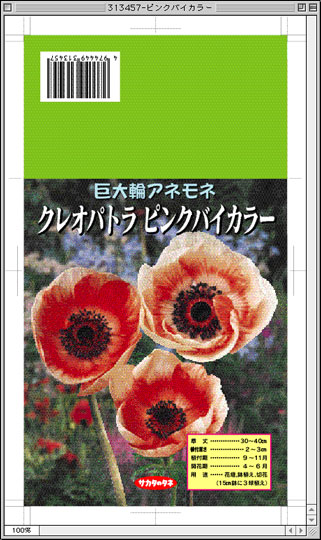 313457-ピンクバイカラー
4974449313457
巨大輪アネモネ
クレオパトラ ピンクバイカラー
草 丈 ‥‥‥‥‥ 30〜40cm
植付深さ ‥‥‥‥‥ 2〜3cm
植付期 ‥‥‥‥‥ 9〜11月
開花期 ‥‥‥‥‥ 4〜6月
用 途 ‥‥‥ 花壇、鉢植え、切花
(15cm鉢に3球植え)
サカタのタネ
100%